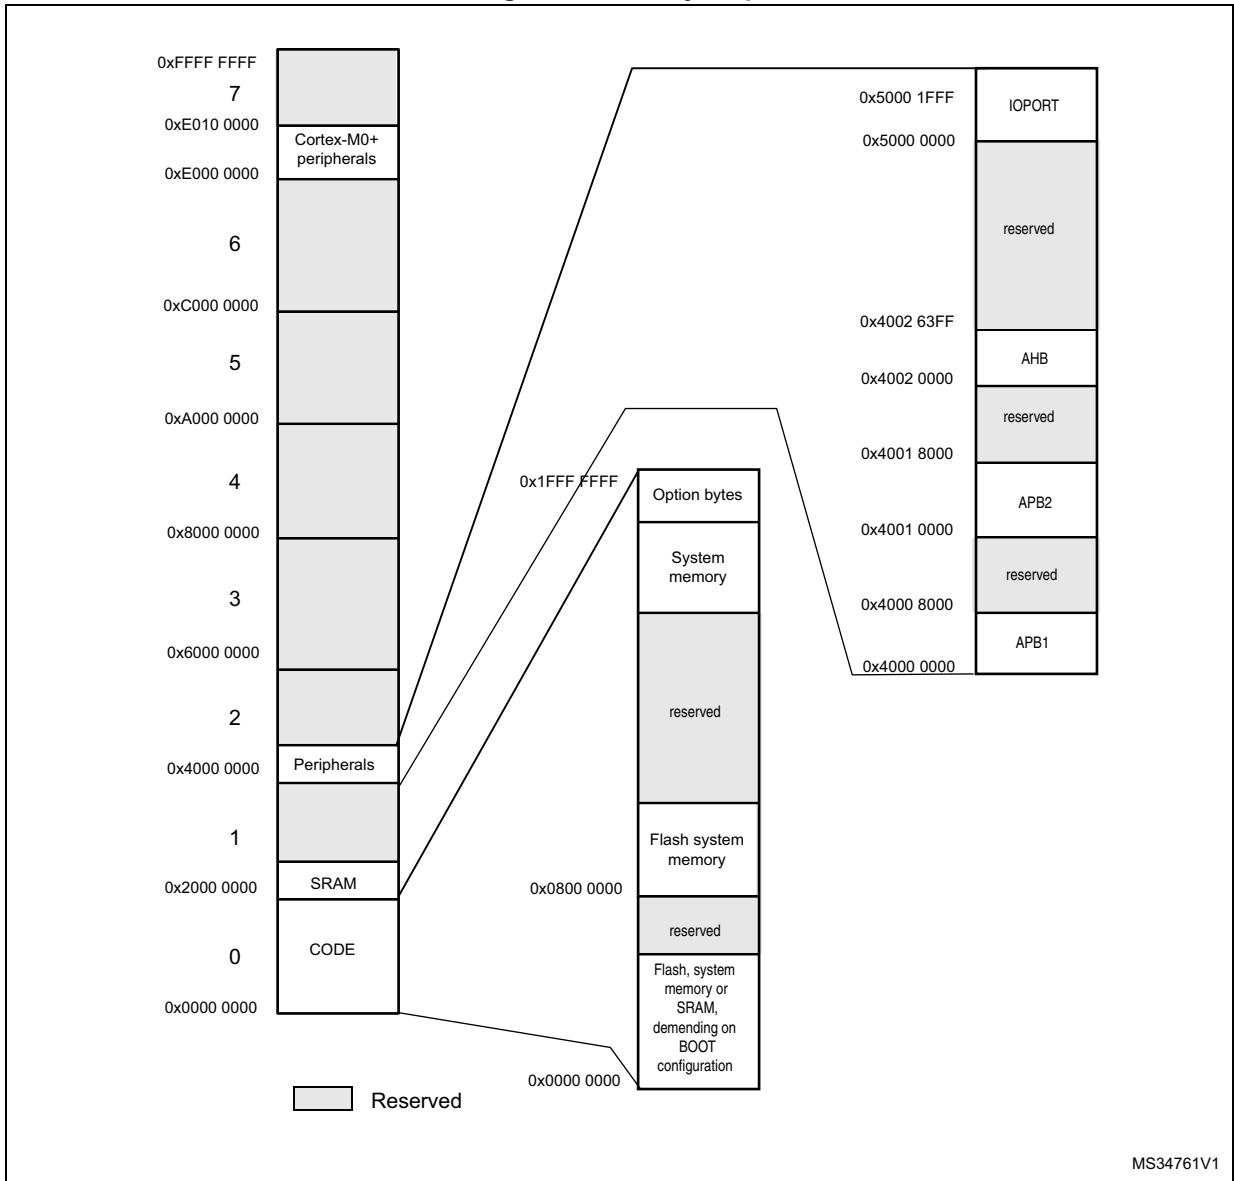 0xFFFF FFFF
7
0xE010 0000
Cortex-M0+
peripherals
0xE000 0000
6
0xC000 0000
5
0xA000 0000
4
0x8000 0000
3
0x6000 0000
2
0x4000 0000
Peripherals
1
0x2000 0000
SRAM
0
CODE
0x0000 0000
Reserved
0x1FFF FFFF
Option bytes
System
memory
reserved
Flash system
memory
0x0800 0000
reserved
Flash, system
memory or
SRAM,
demending on
BOOT
configuration
0x0000 0000
0x5000 1FFF
IOPORT
0x5000 0000
reserved
0x4002 63FF
AHB
0x4002 0000
reserved
0x4001 8000
APB2
0x4001 0000
reserved
0x4000 8000
APB1
0x4000 0000
MS34761V1